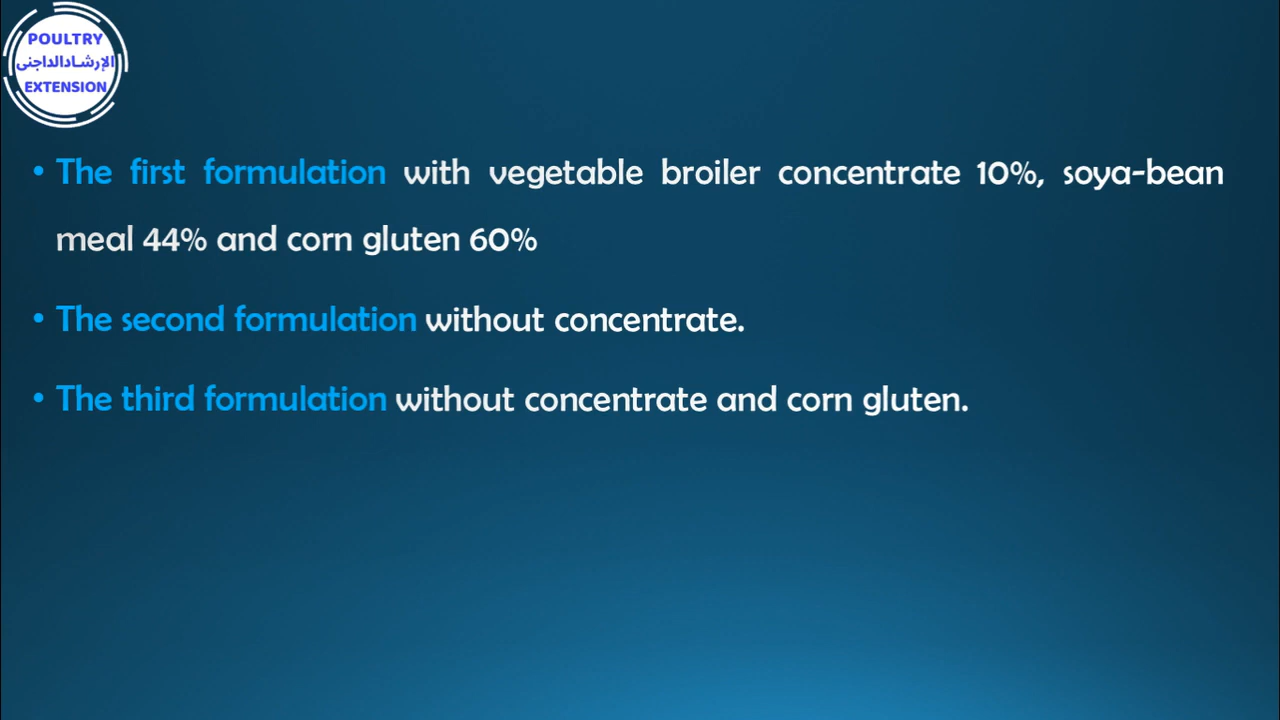 POULTRY
الإرشادالداجنى
EXTENSION
• The first formulation with vegetable broiler concentrate 10%, soya-bean
meal 44% and corn gluten 60%
• The second formulation without concentrate.
• The third formulation without concentrate and corn gluten.